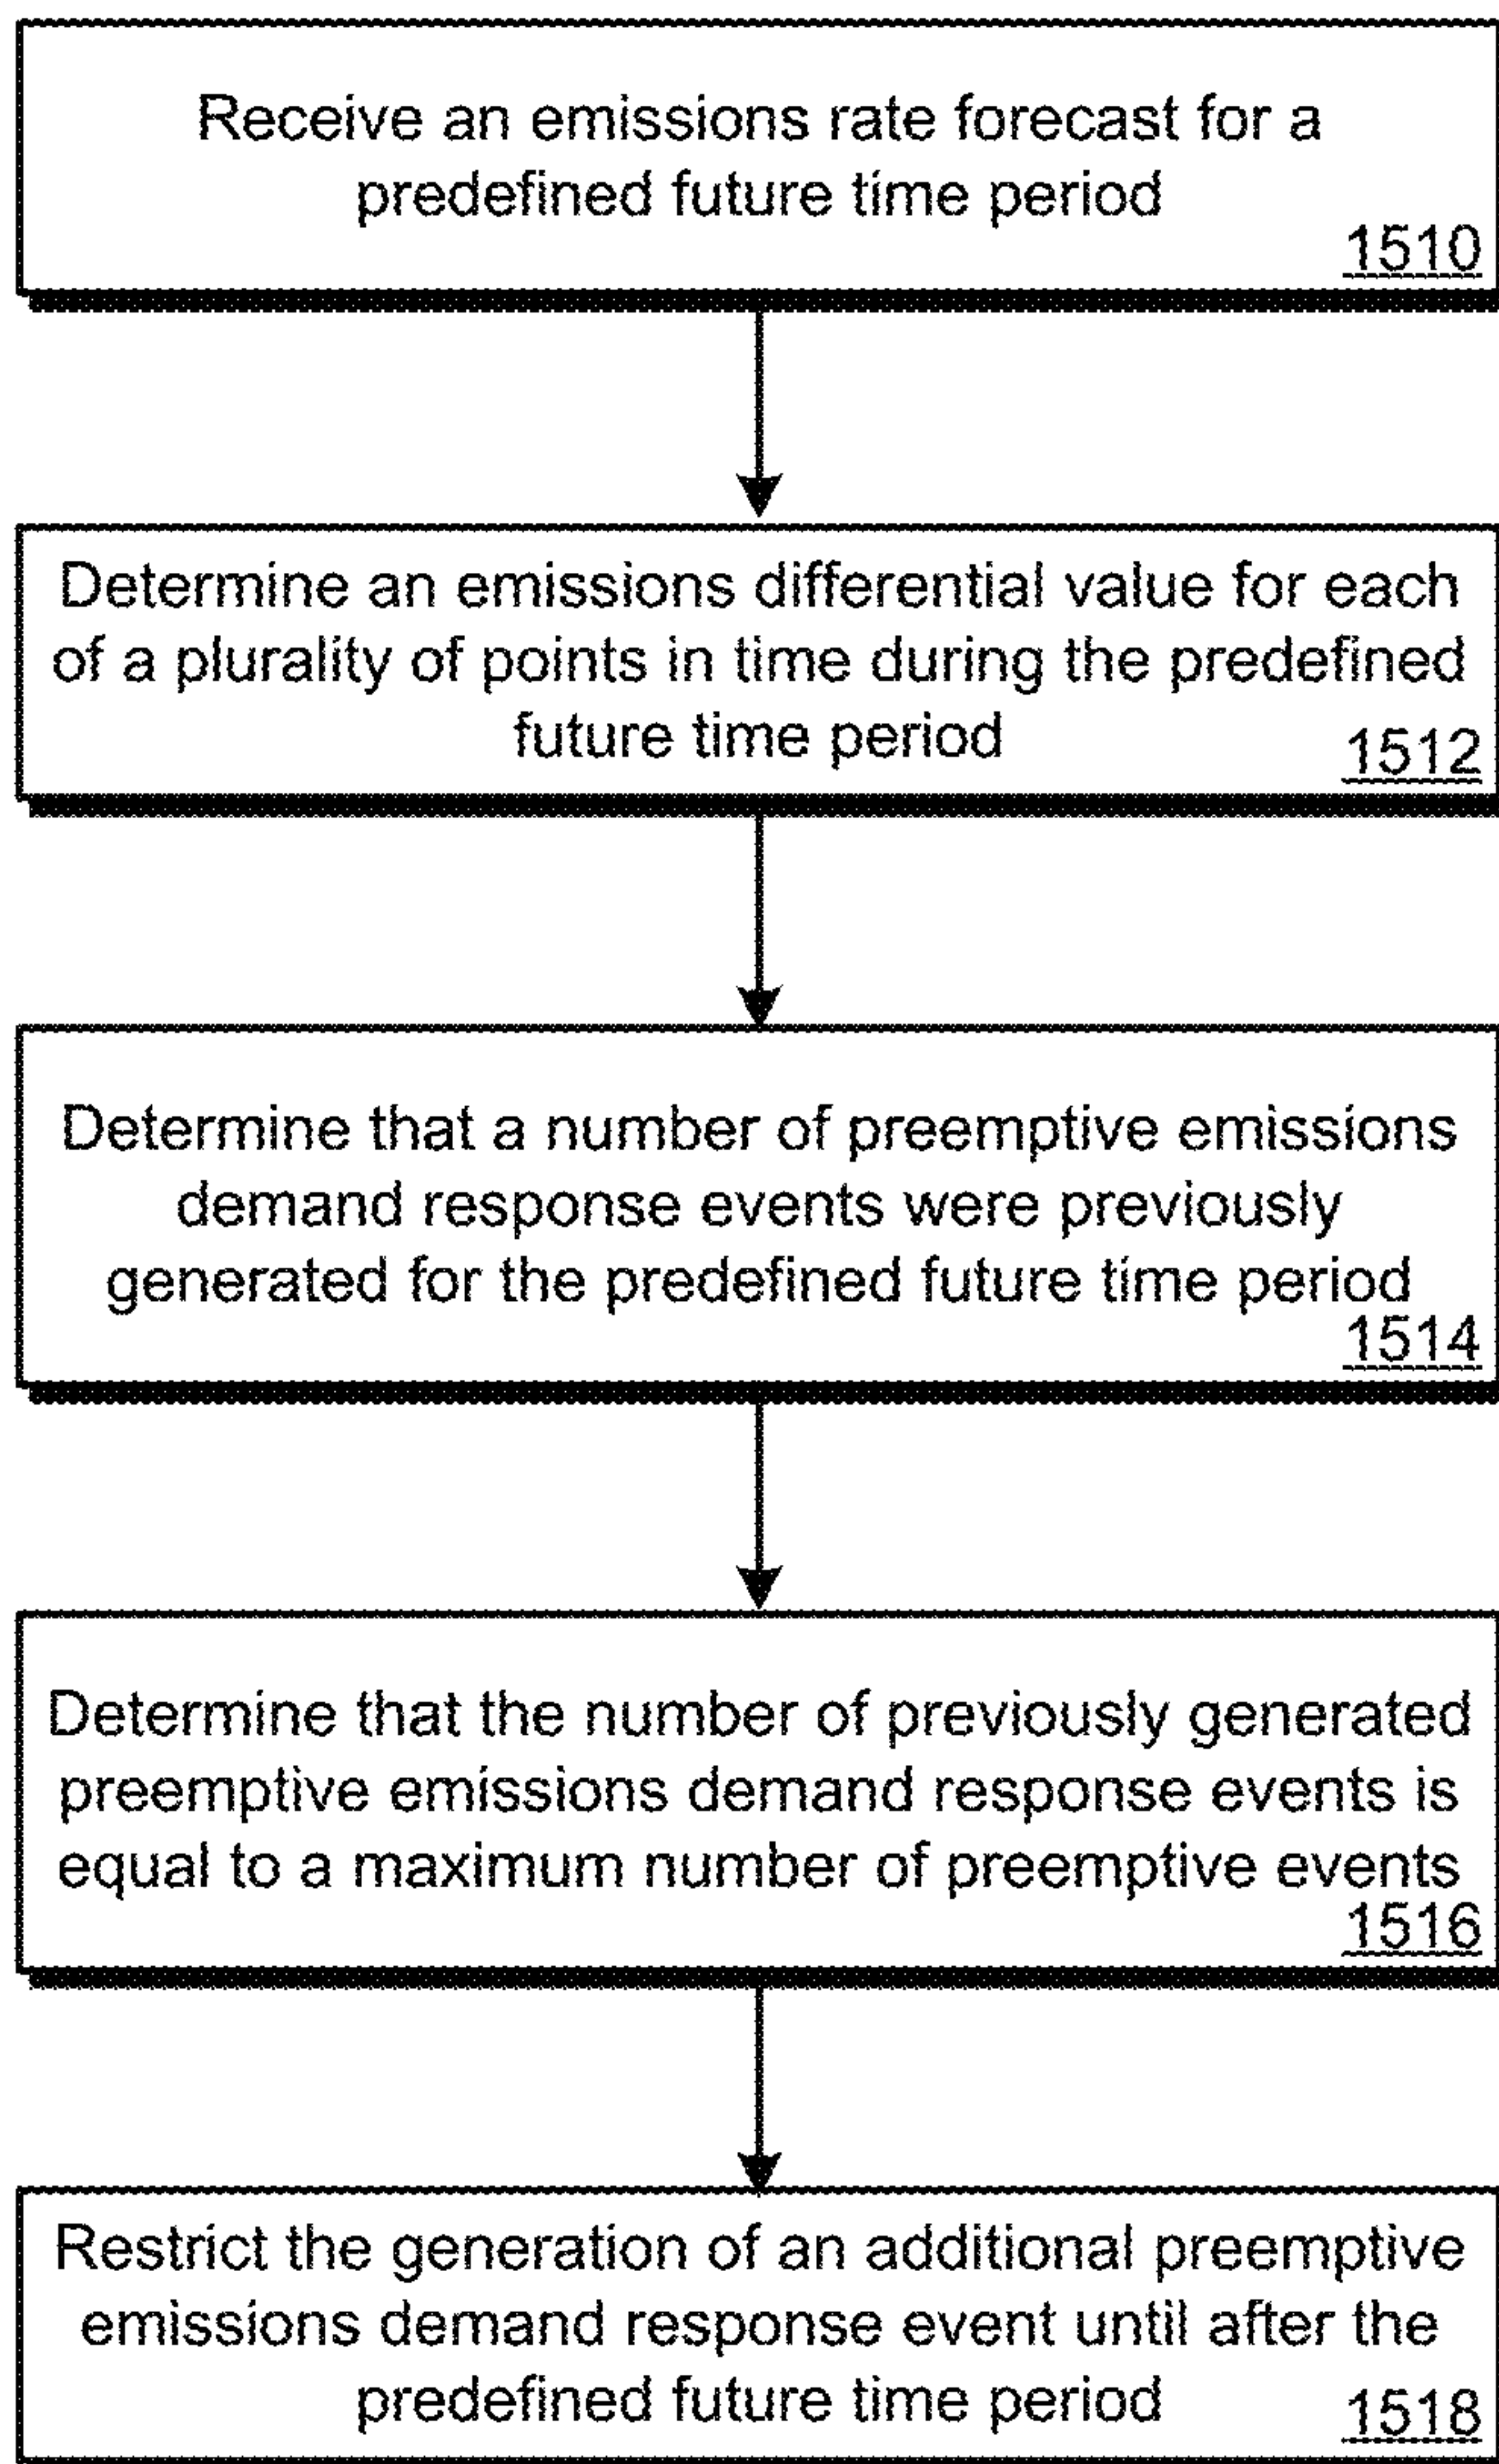 Receive an emissions rate forecast for a
predefined future time period
1510
Determine an emissions differential value for each
of a plurality of points in time during the predefined
future time period
1512
Determine that a number of preemptive emissions
demand response events were previously
generated for the predefined future time period
1514
Determine that the number of previously generated
preemptive emissions demand response events is
equal to a maximum number of preemptive events
1516
Restrict the generation of an additional preemptive
emissions demand response event until after the
predefined future time period
1518